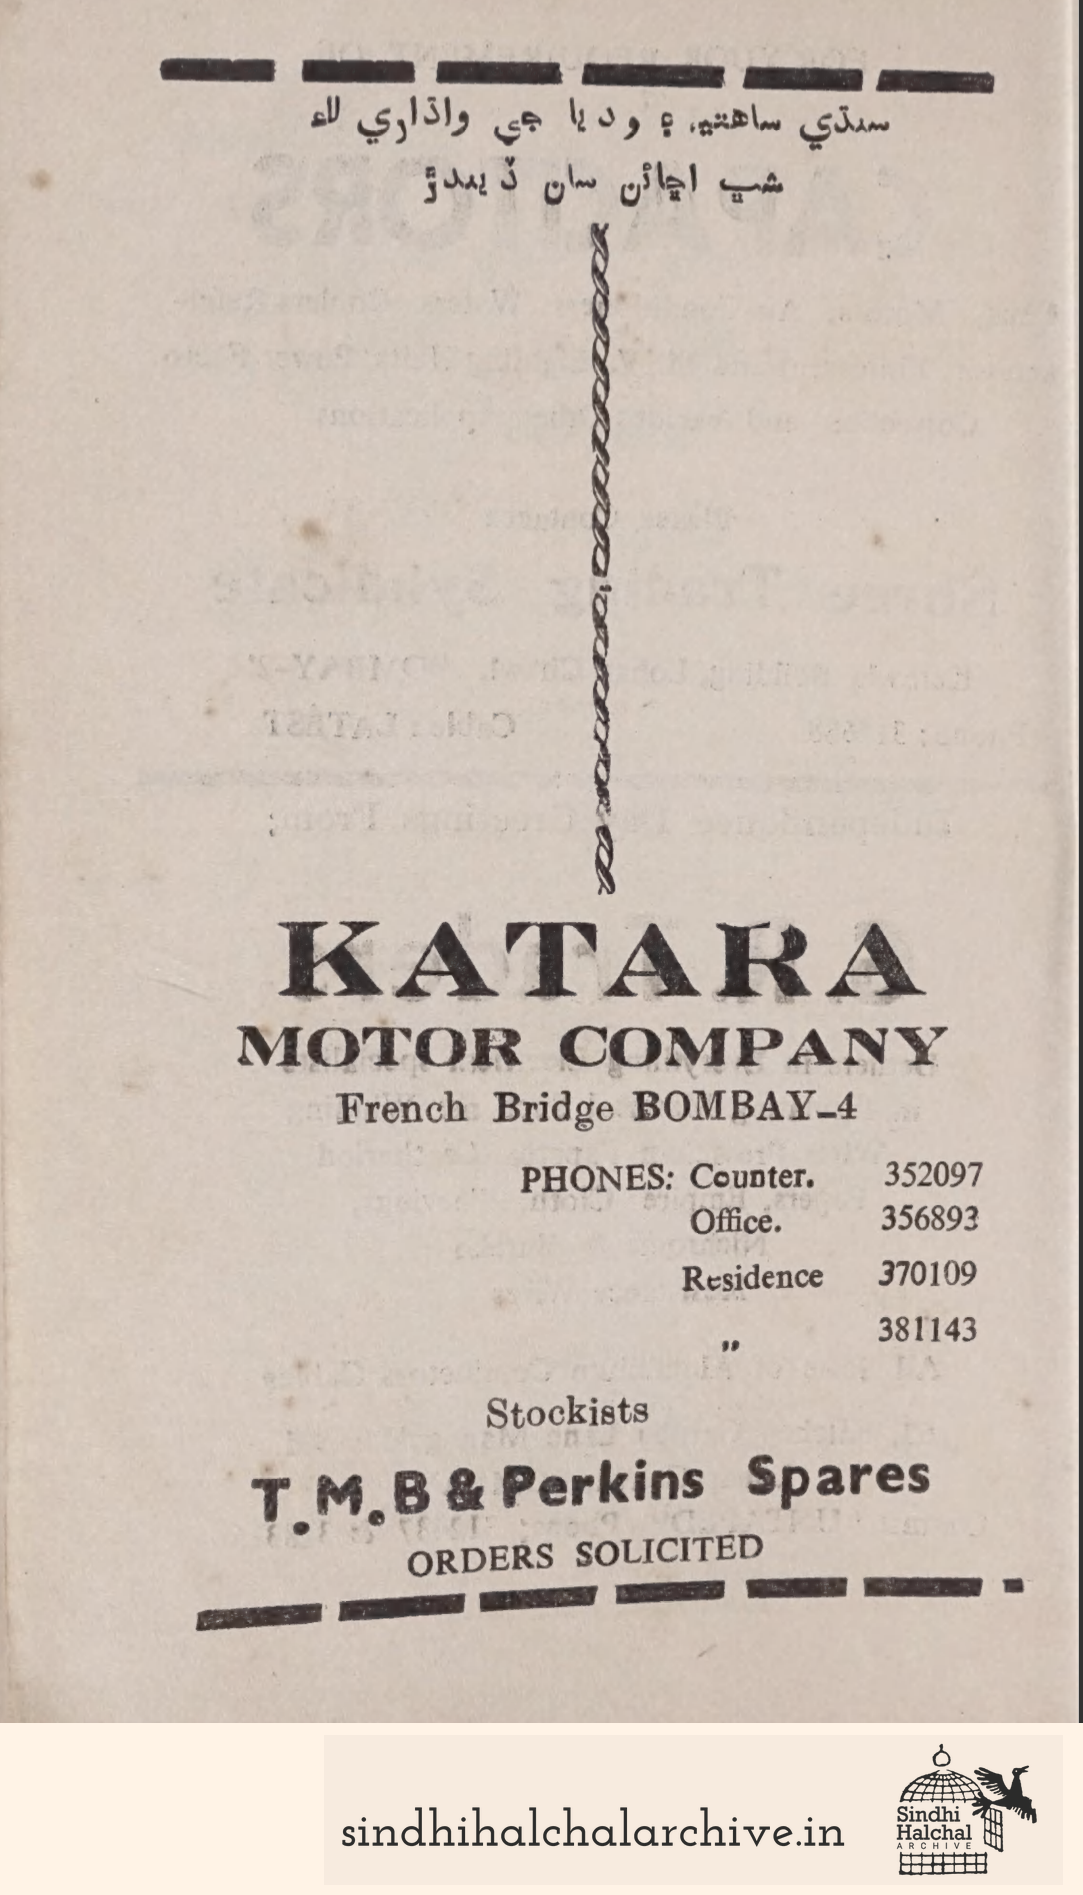 سنڌي ساهتيہ ۽ وديا جي واڌاري لاءِ
شڀ اڇائن سان ڏيندڙ
KATARA
MOTOR COMPANY
French Bridge BOMBAY-4
PHONES: Counter. 352097
Office. 356893
Residence 370109
„ 381143
Stockists
T.M.B & Perkins Spares
ORDERS SOLICITED
sindhihalchalarchive.in
Sindhi
Halchal
ARCHIVE